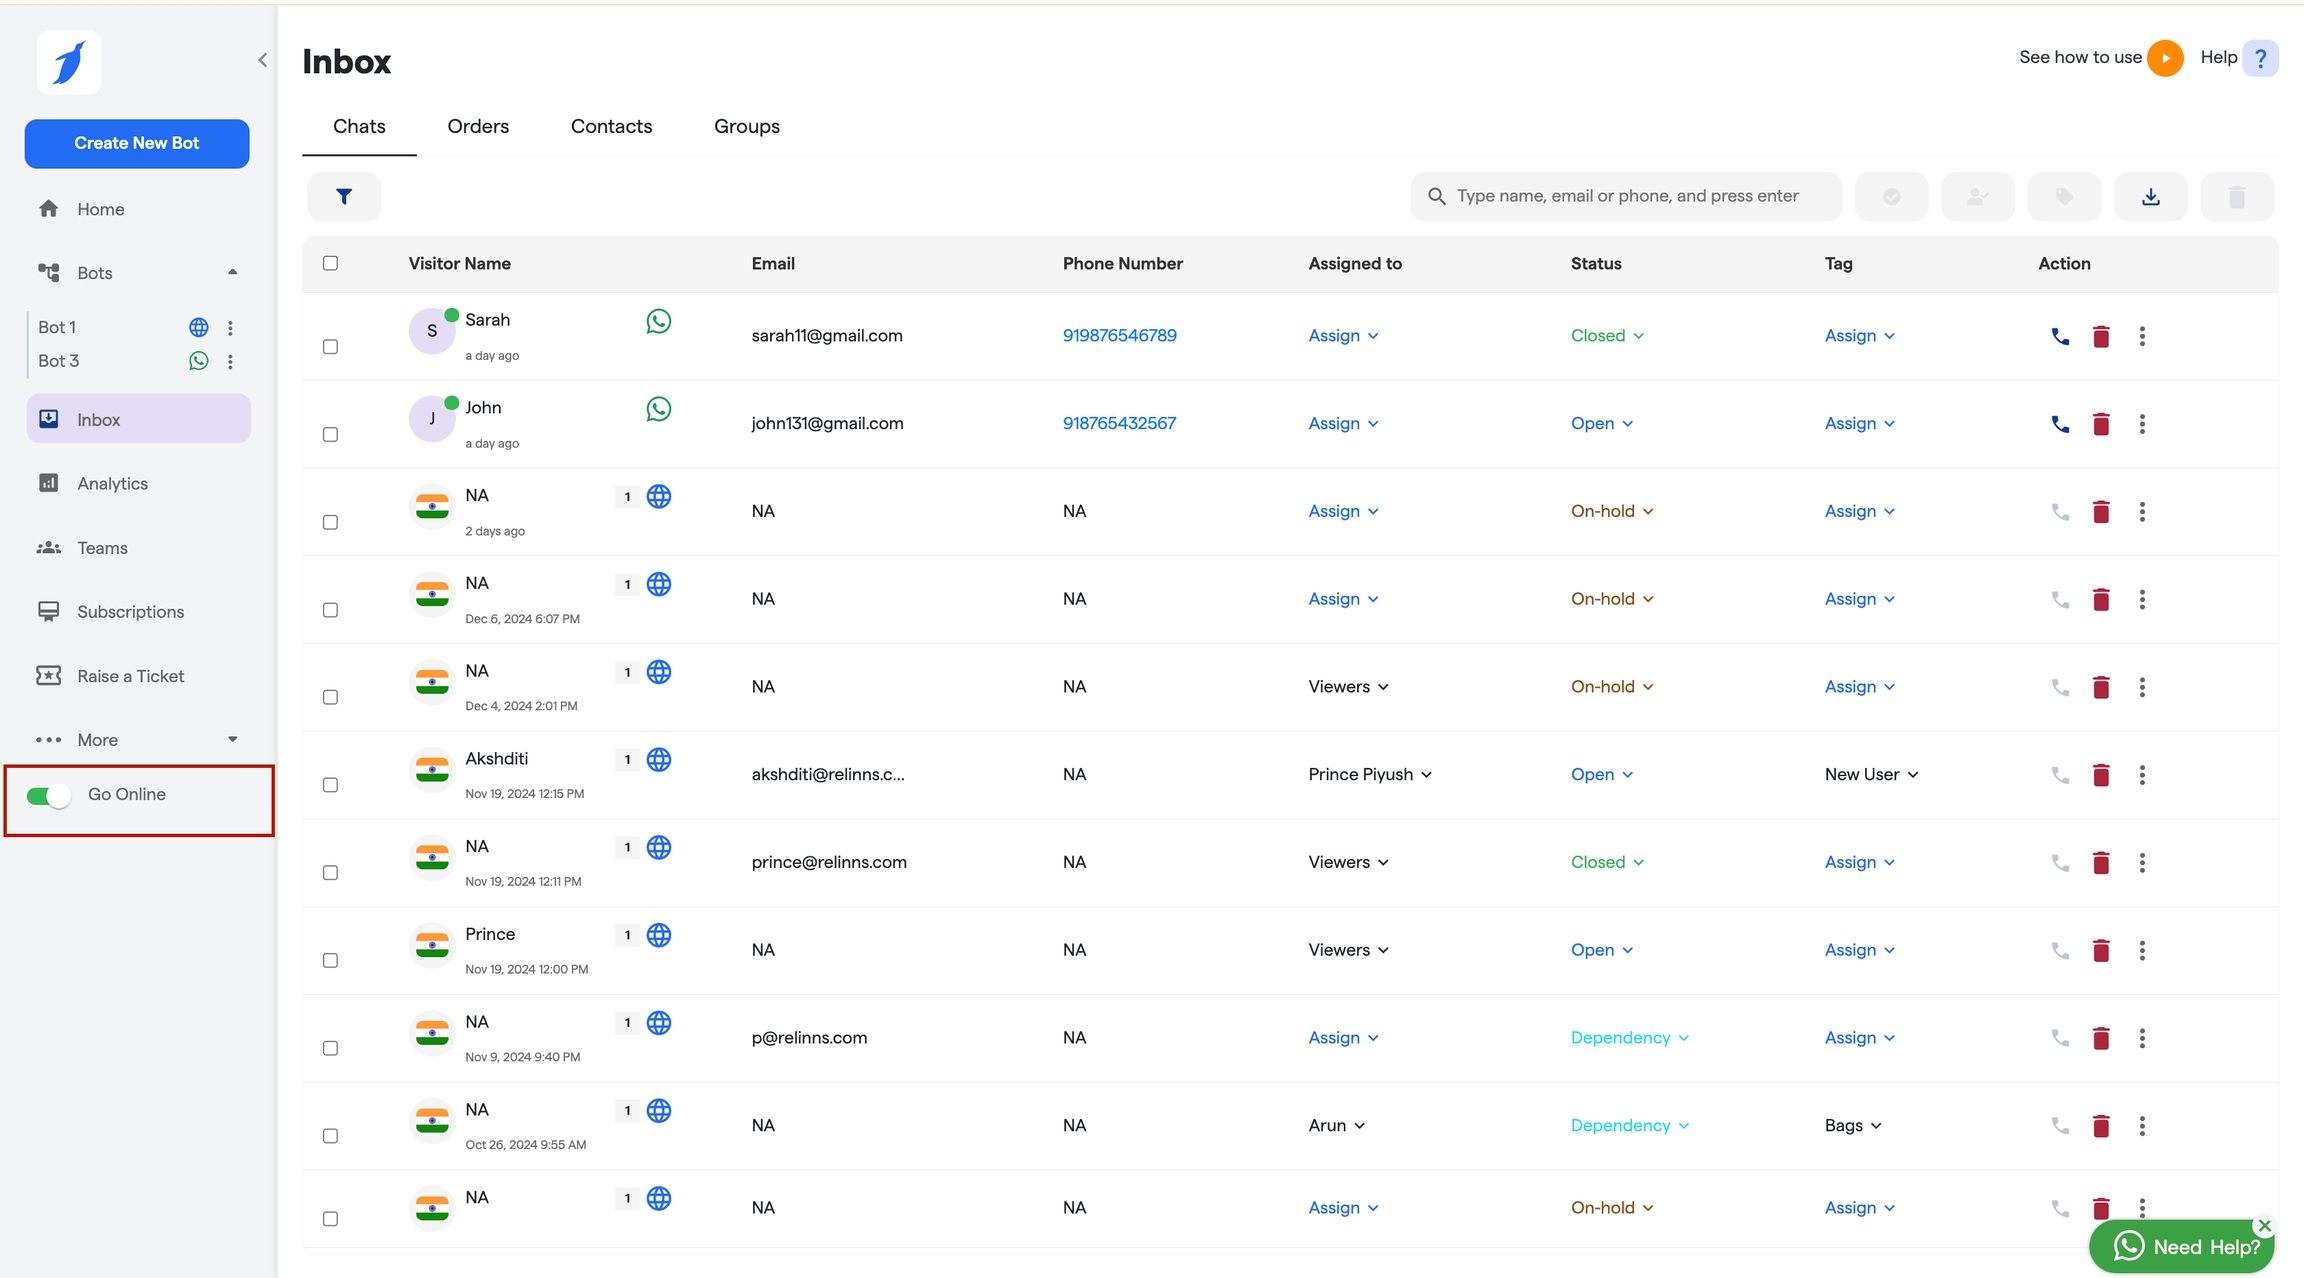 Inbox
See how to use
Help ?
Create New Bot
Chats
Orders
Contacts
Groups
Type name, email or phone, and press enter
Home
Bots
Bot 1
Bot 3
Inbox
Analytics
Teams
Subscriptions
Raise a Ticket
More
Go Online
Visitor Name Email Phone Number Assigned to Status Tag Action
S Sarah
a day ago
sarah11@gmail.com 919876546789 Assign Closed Assign
J John
a day ago
john131@gmail.com 918765432567 Assign Open Assign
NA 1
2 days ago
NA NA Assign On-hold Assign
NA 1
Dec 6, 2024 6:07 PM
NA NA Assign On-hold Assign
NA 1
Dec 4, 2024 2:01 PM
NA NA Viewers On-hold Assign
Akshditi 1
Nov 19, 2024 12:15 PM
akshditi@relinns.c... NA Prince Piyush Open New User
NA 1
Nov 19, 2024 12:11 PM
prince@relinns.com NA Viewers Closed Assign
Prince 1
Nov 19, 2024 12:00 PM
NA NA Viewers Open Assign
NA 1
Nov 9, 2024 9:40 PM
p@relinns.com NA Assign Dependency Assign
NA 1
Oct 26, 2024 9:55 AM
NA NA Arun Dependency Bags
NA 1
NA NA Assign On-hold Assign
Need Help?